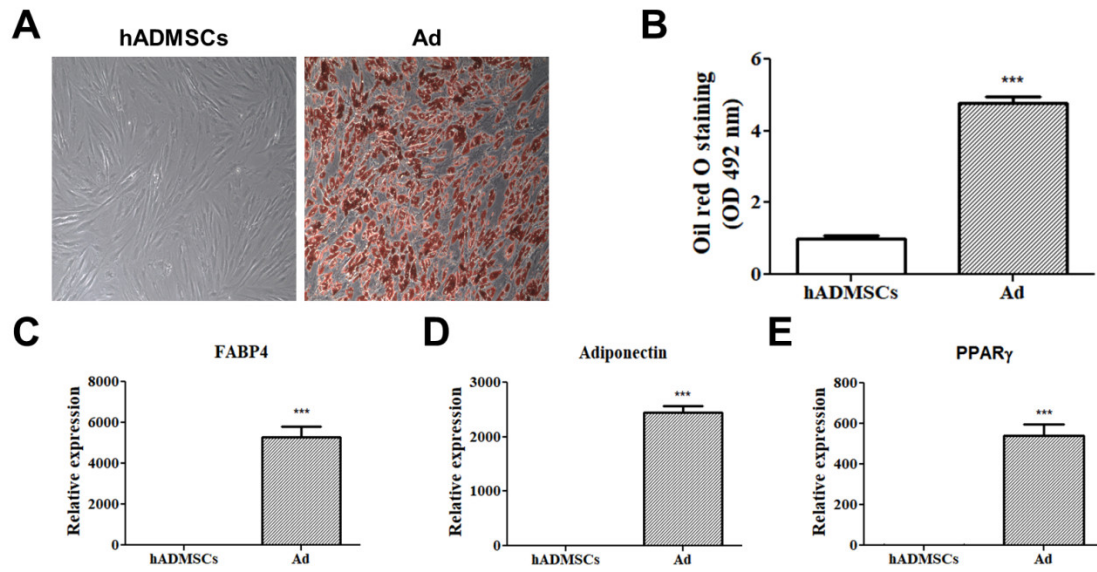 A
hADMSCs
Ad
B
Oil red O staining
(OD 492 nm)
6
4
2
0
***
hADMSCs
Ad
C
FABP4
Relative expression
8000
6000
4000
2000
0
***
hADMSCs
Ad
D
Adiponectin
Relative expression
3000
2000
1000
0
***
hADMSCs
Ad
E
PPARγ
Relative expression
800
600
400
200
0
***
hADMSCs
Ad